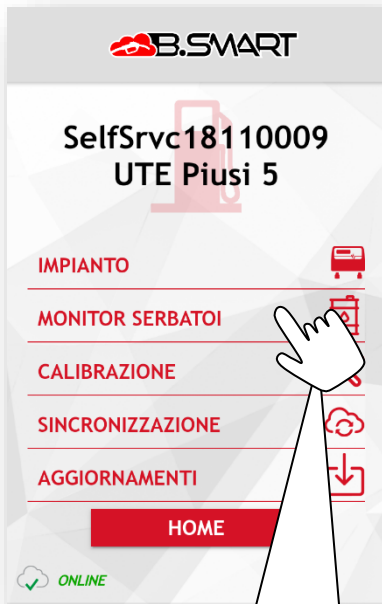 B.SMART
SelfSrvc18110009
UTE Piusi 5
IMPIANTO
MONITOR SERBATOI
CALIBRAZIONE
SINCRONIZZAZIONE
AGGIORNAMENTI
HOME
ONLINE